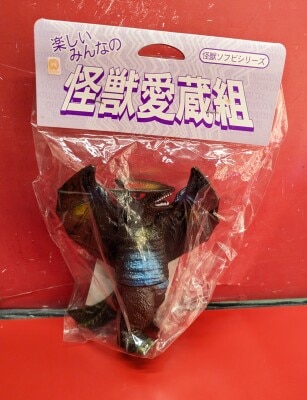 楽しい
みんなの
怪獣ソフビシリーズ
怪獣愛蔵組